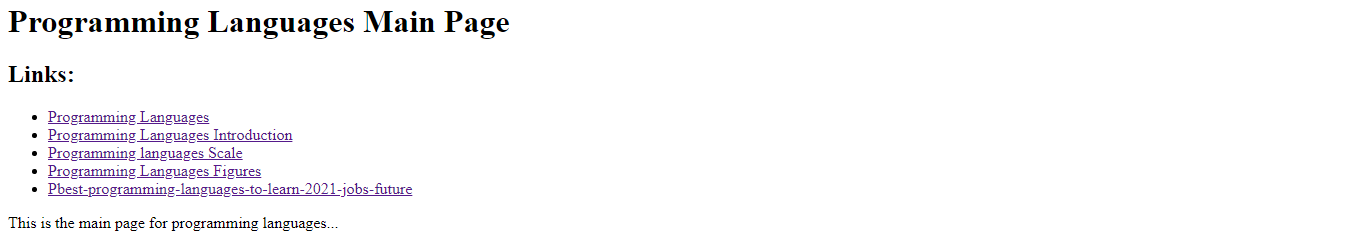 Programming Languages Main Page
Links:
Programming Languages
Programming Languages Introduction
Programming languages Scale
Programming Languages Figures
Pbest-programming-languages-to-learn-2021-jobs-future
This is the main page for programming languages...